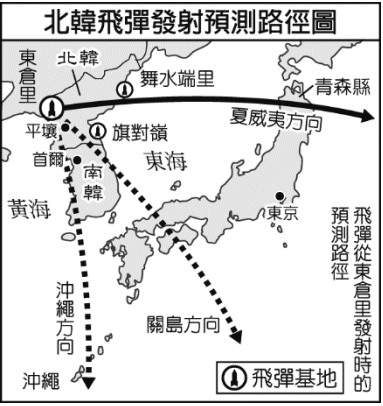 北韓飛彈發射預測路徑圖
東倉里
北韓
舞水端里
青森縣
夏威夷方向
平壤
旗對嶺
首爾
南韓
東海
黃海
東京
飛彈從東倉里發射時的
預測路徑
沖繩方向
關島方向
沖繩
飛彈基地